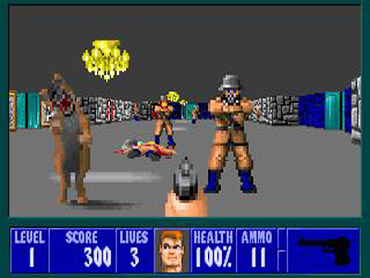 LEVEL SCORE LIVES HEALTH AMMO
1 300 3 100% 11